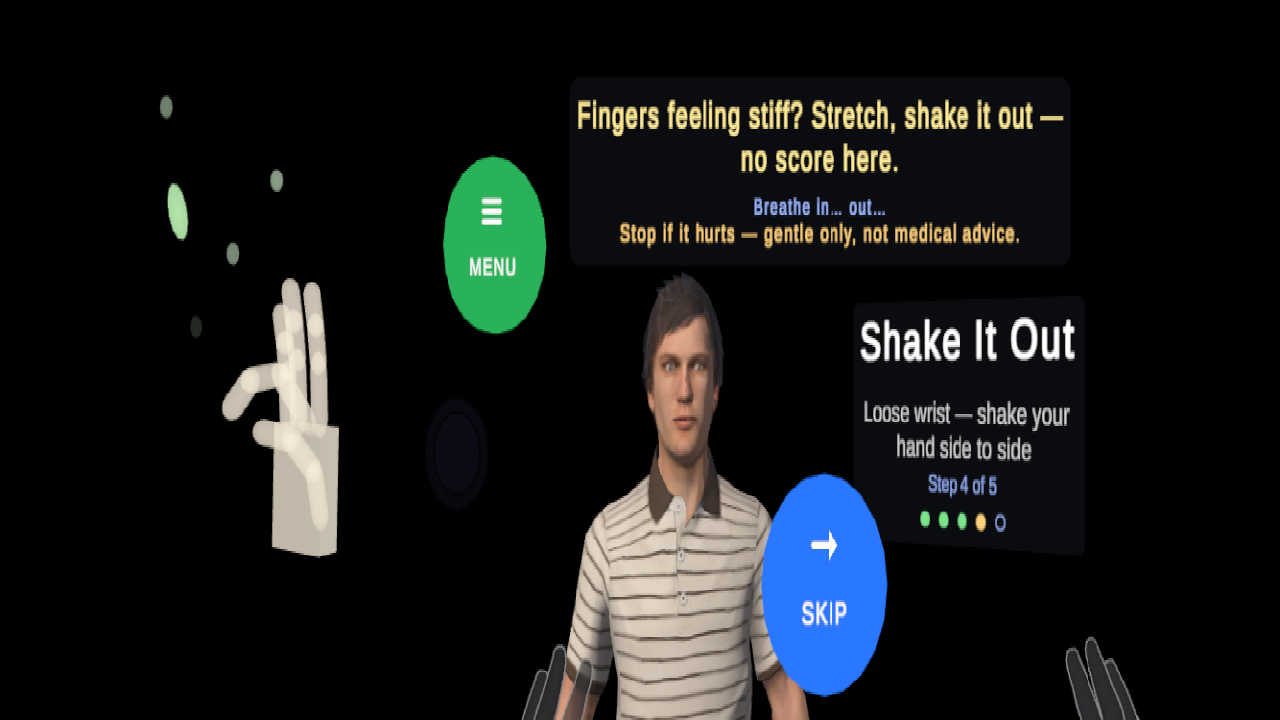 Fingers feeling stiff? Stretch, shake it out —
no score here.
Breathe in... out...
Stop if it hurts — gentle only, not medical advice.
MENU
Shake It Out
Loose wrist — shake your
hand side to side
Step 4 of 5
SKIP